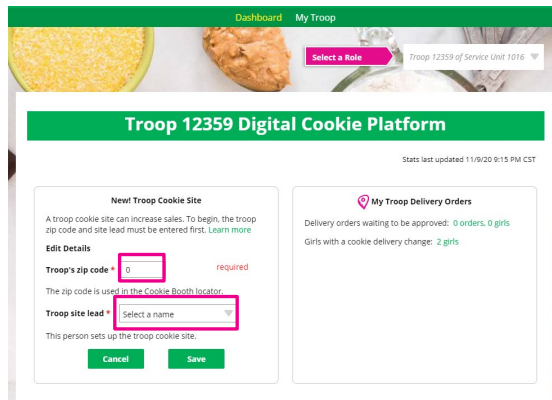 Dashboard My Troop
Select a Role Troop 12359 of Service Unit 1016
Troop 12359 Digital Cookie Platform
Stats last updated 11/9/20 9:15 PM CST
New! Troop Cookie Site
A troop cookie site can increase sales. To begin, the troop
zip code and site lead must be entered first. Learn more
Edit Details
Troop's zip code * 0 required
The zip code is used in the Cookie Booth locator.
Troop site lead * Select a name
This person sets up the troop cookie site.
Cancel Save
My Troop Delivery Orders
Delivery orders waiting to be approved: 0 orders, 0 girls
Girls with a cookie delivery change: 2 girls